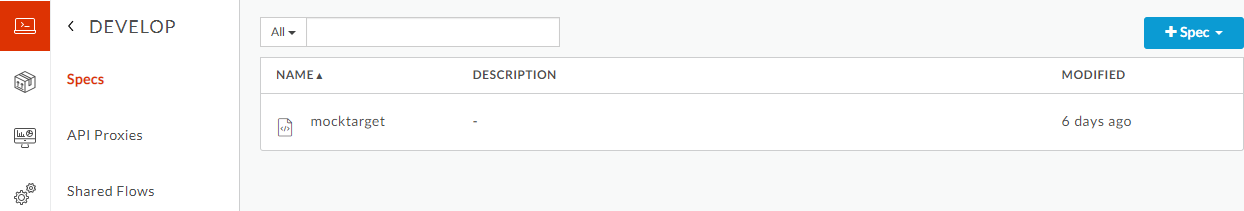 DEVELOP
Specs
API Proxies
Shared Flows
All
+ Spec
NAME DESCRIPTION MODIFIED
mocktarget - 6 days ago